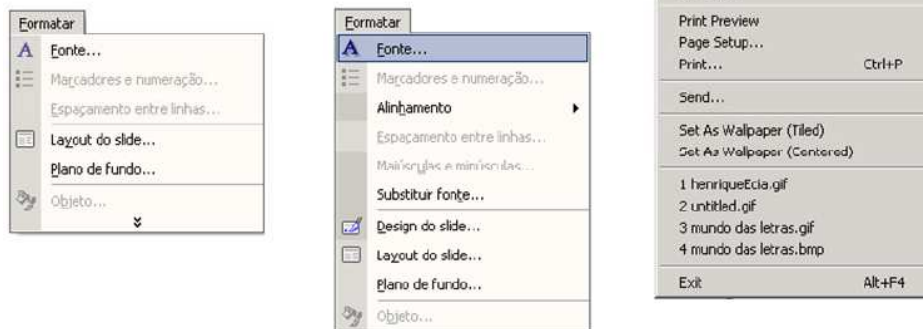 Formatar
Fonte...
Marcadores e numeração...
Espaçamento entre linhas...
Layout do slide...
Plano de fundo...
Objeto...
Formatar
Fonte...
Marcadores e numeração...
Alinhamento
Espaçamento entre linhas...
Maiúsculas e minúsculas...
Substituir fonte...
Design do slide...
Layout do slide...
Plano de fundo...
Objeto...
Print Preview
Page Setup...
Print... Ctrl+P
Send...
Set As Wallpaper (Tiled)
Set As Wallpaper (Centered)
1 henriqueEcia.gif
2 untitled.gif
3 mundo das letras.gif
4 mundo das letras.bmp
Exit Alt+F4